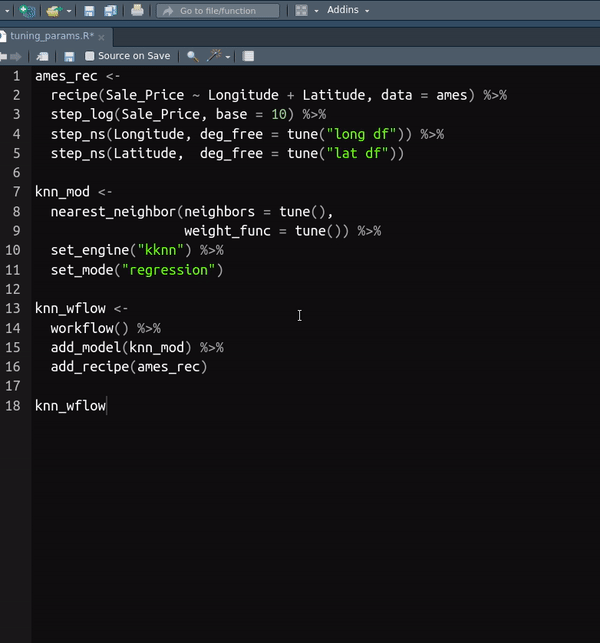 Go to file/function
Addins
tuning_params.R*
Source on Save
1 ames_rec <-
2   recipe(Sale_Price ~ Longitude + Latitude, data = ames) %>%
3   step_log(Sale_Price, base = 10) %>%
4   step_ns(Longitude, deg_free = tune("long df")) %>%
5   step_ns(Latitude,  deg_free = tune("lat df"))
6
7 knn_mod <-
8   nearest_neighbor(neighbors = tune(),
9                    weight_func = tune()) %>%
10   set_engine("kknn") %>%
11   set_mode("regression")
12
13 knn_wflow <-
14   workflow() %>%
15   add_model(knn_mod) %>%
16   add_recipe(ames_rec)
17
18 knn_wflow